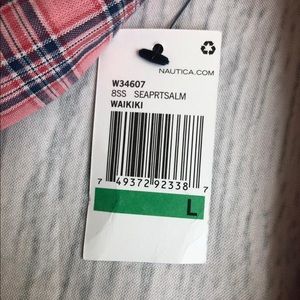 NAUTICA.COM
W34607
8SS SEAPRTSALM
WAIKIKI
7 49372 92338 7
L